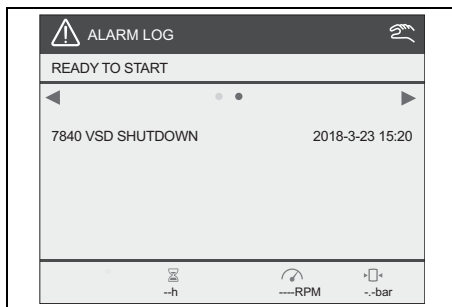 ALARM LOG
READY TO START
7840 VSD SHUTDOWN 2018-3-23 15:20
--h ----RPM -.-bar